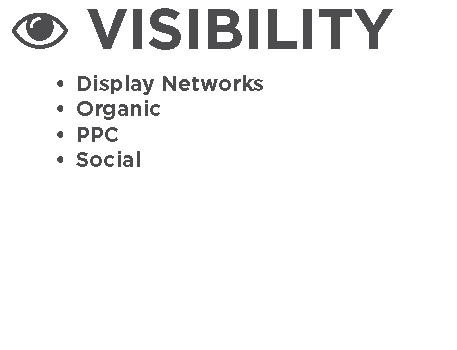 VISIBILITY
• Display Networks
• Organic
• PPC
• Social